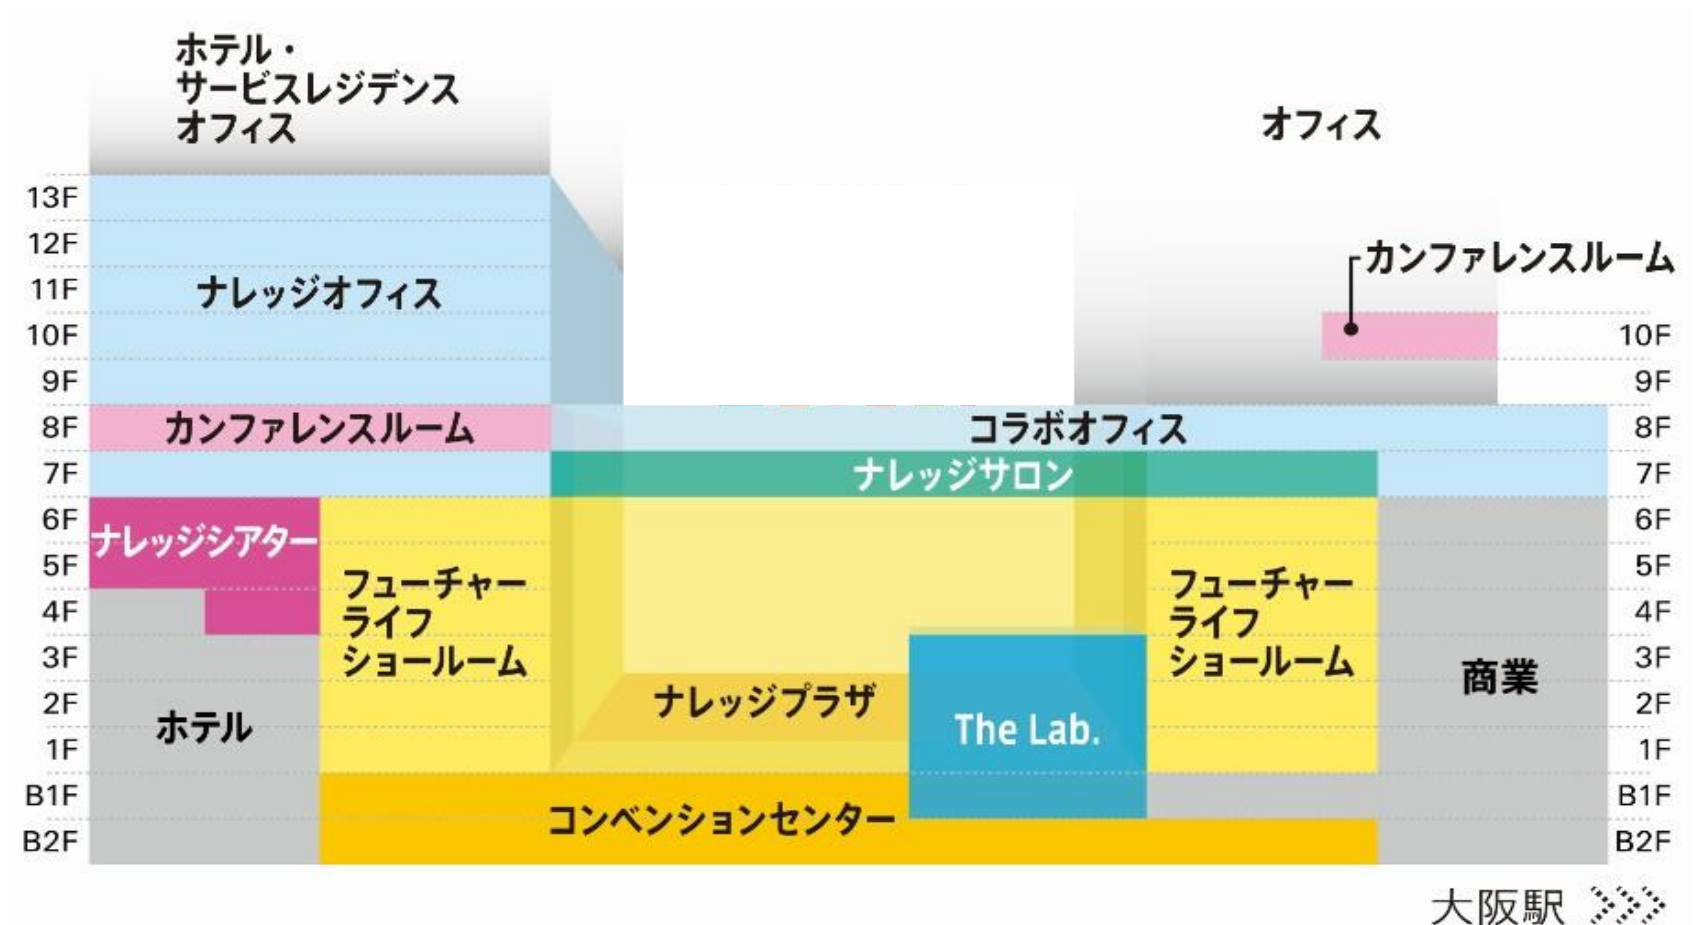 ホテル・
サービスレジデンス
オフィス
オフィス
13F
12F
11F
10F
9F
8F
7F
6F
5F
4F
3F
2F
1F
B1F
B2F
ナレッジオフィス
カンファレンスルーム
カンファレンスルーム
コラボオフィス
ナレッジサロン
ナレッジシアター
フューチャー
ライフ
ショールーム
ホテル
ナレッジプラザ
The Lab.
フューチャー
ライフ
ショールーム
商業
コンベンションセンター
10F
9F
8F
7F
6F
5F
4F
3F
2F
1F
B1F
B2F
大阪駅